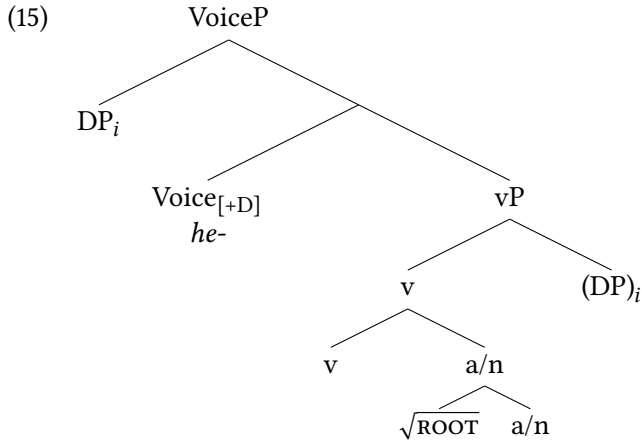 (15) VoiceP
DPᵢ
Voice[+D] vP
he-
v (DP)ᵢ
v a/n
√ROOT a/n